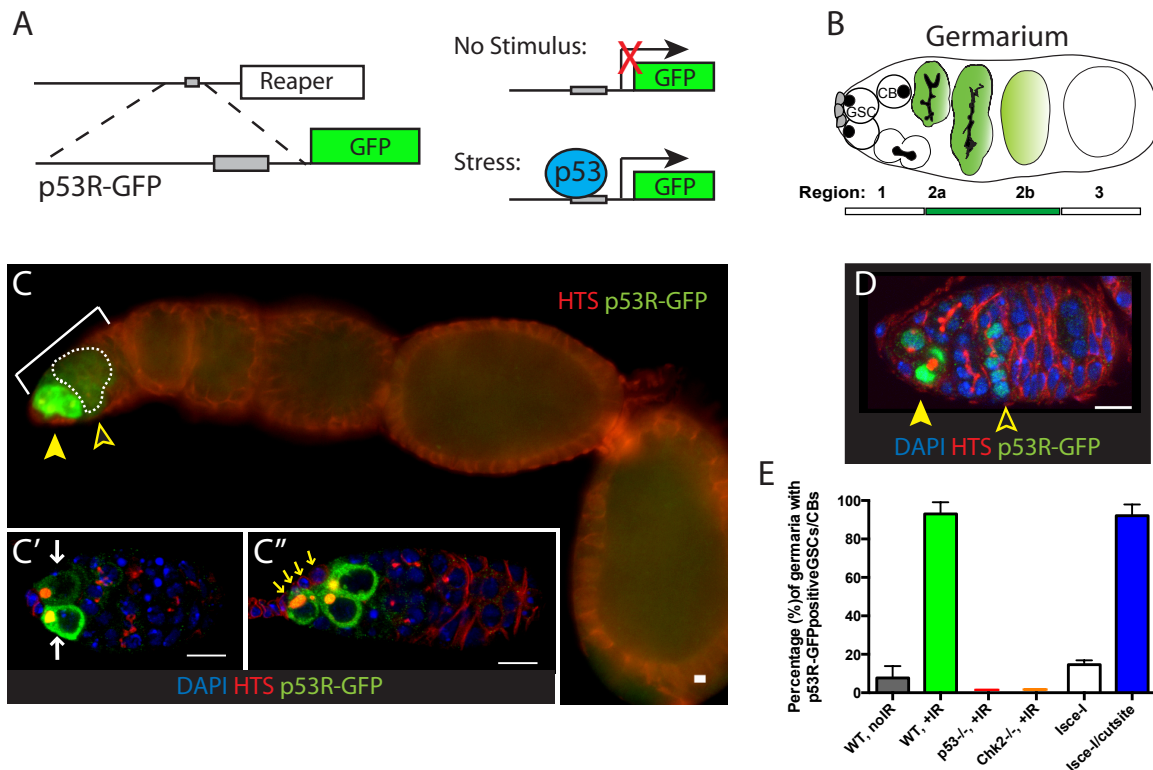 A
Reaper
GFP
p53R-GFP
No Stimulus:
X
GFP
Stress:
p53
GFP
B
Germarium
CB
GSC
Region: 1 2a 2b 3
C
HTS p53R-GFP
D
DAPI HTS p53R-GFP
C'
C"
DAPI HTS p53R-GFP
E
Percentage (%)of germaria with
p53R-GFPpositiveGSCs/CBs
100
80
60
40
20
0
WT, noIR
WT, +IR
p53-/-, +IR
Chk2-/-, +IR
Isce-I
Isce-I/cutsite